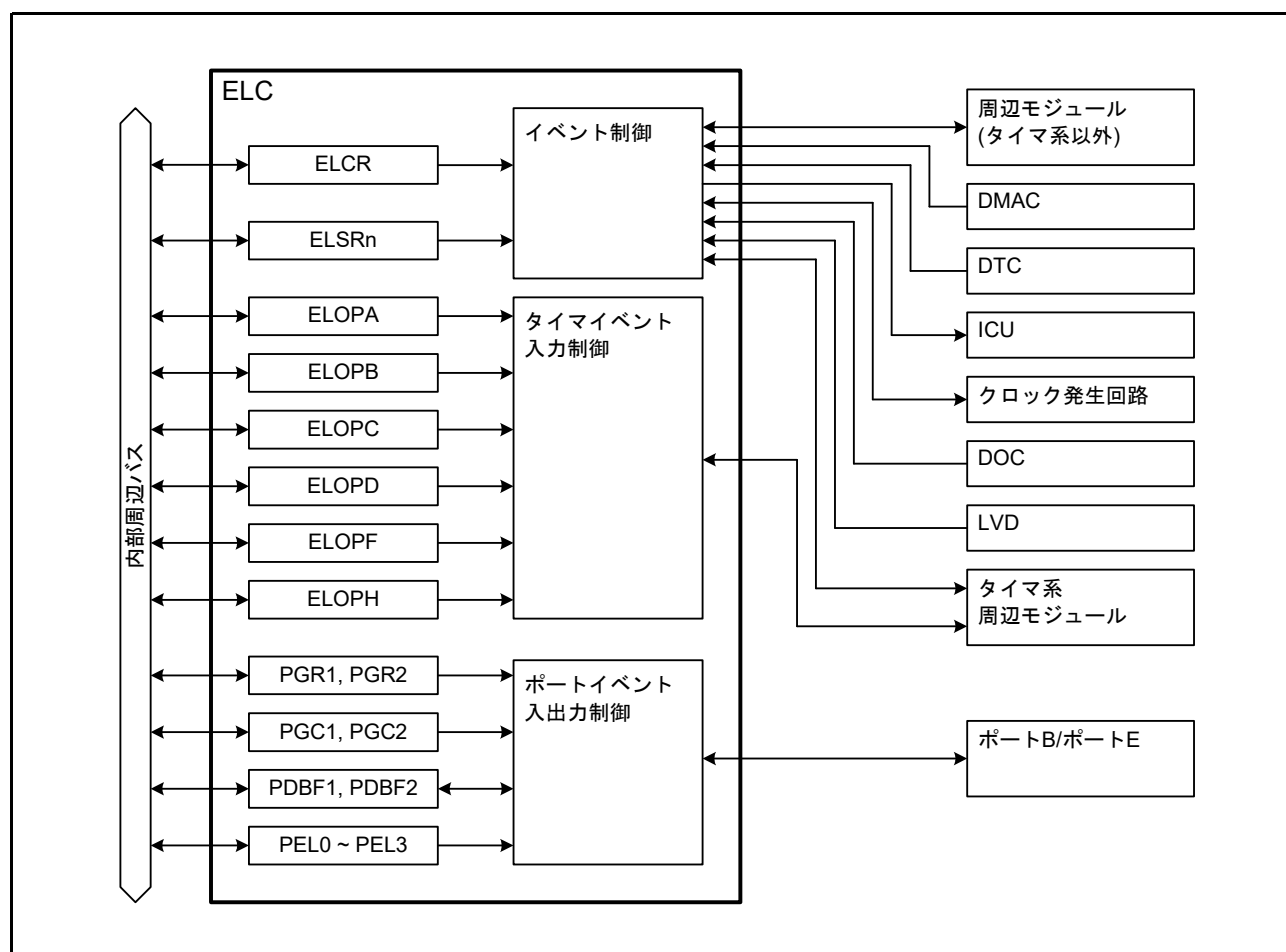 ELC
内部周辺バス
ELCR
ELSRn
ELOPA
ELOPB
ELOPC
ELOPD
ELOPF
ELOPH
PGR1, PGR2
PGC1, PGC2
PDBF1, PDBF2
PEL0 ~ PEL3
イベント制御
タイマイベント
入力制御
ポートイベント
入出力制御
周辺モジュール
(タイマ系以外)
DMAC
DTC
ICU
クロック発生回路
DOC
LVD
タイマ系
周辺モジュール
ポートB/ポートE